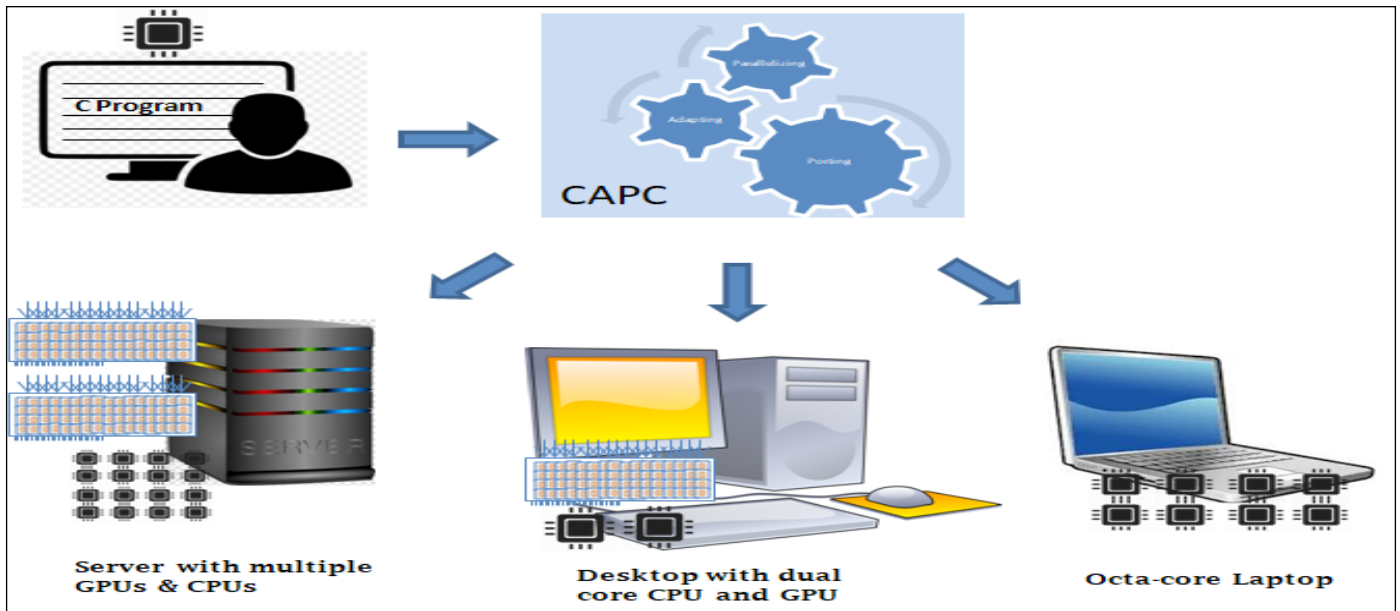 C Program
Parallelizing
Adapting
Porting
CAPC
SERVER
Server with multiple
GPUs & CPUs
Desktop with dual
core CPU and GPU
Octa-core Laptop